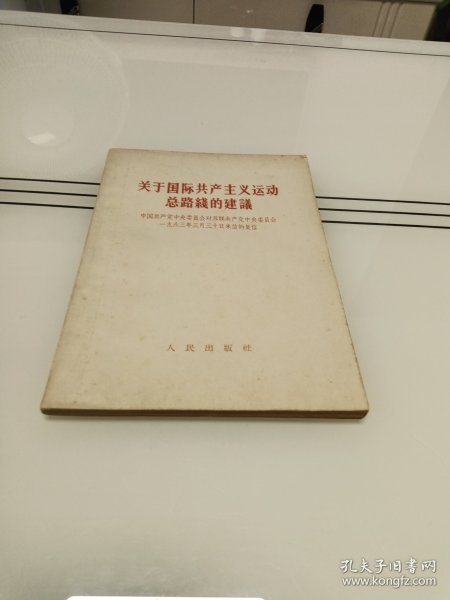 关于国际共产主义运动
总路綫的建議
中国共产党中央委員会对苏联共产党中央委員会
一九六三年三月三十日来信的复信
人民出版社
孔夫子旧书网
www.kongfz.com